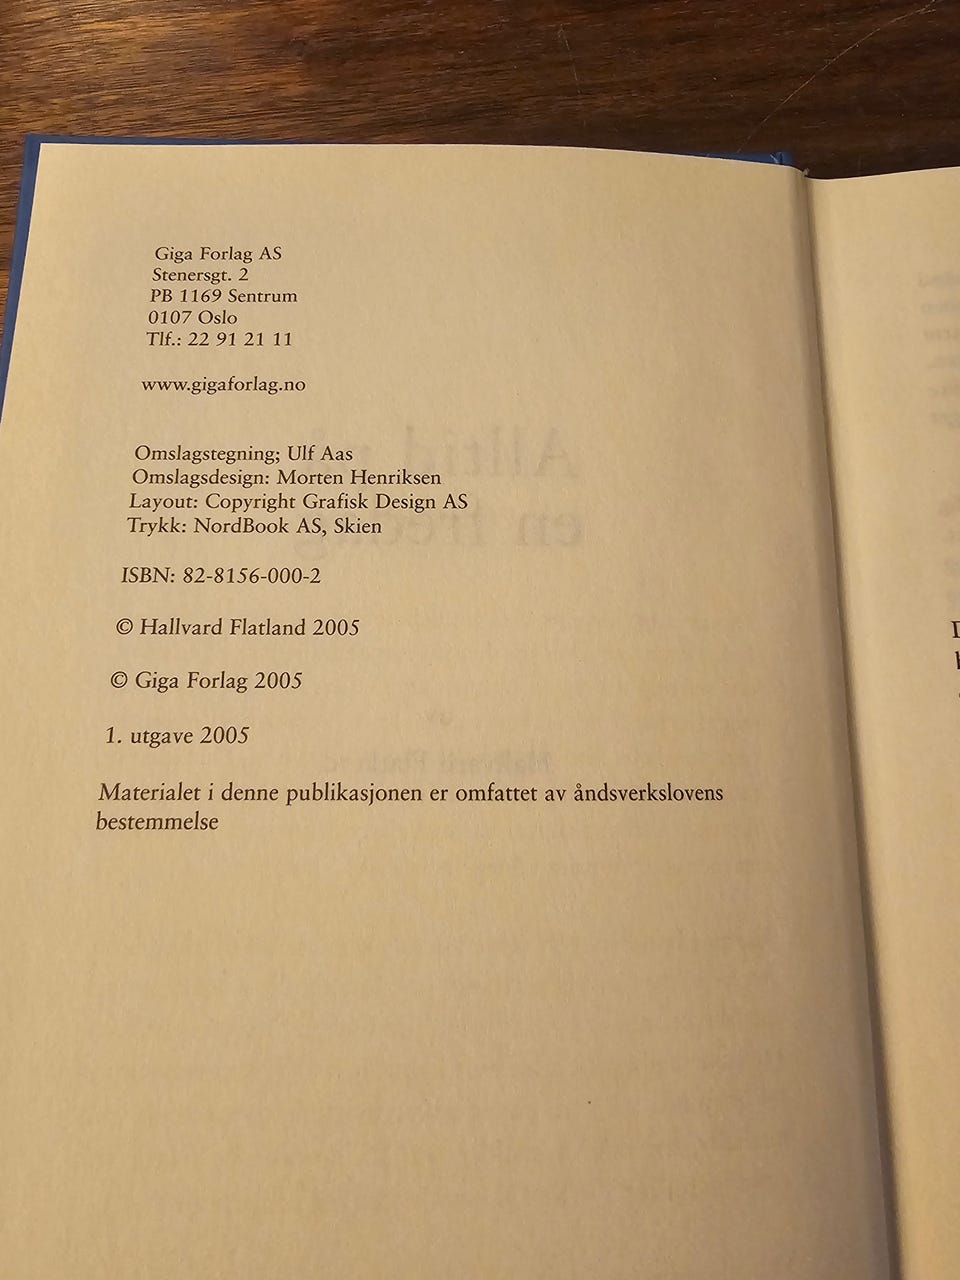 Giga Forlag AS
Stenersgt. 2
PB 1169 Sentrum
0107 Oslo
Tlf.: 22 91 21 11
www.gigaforlag.no
Omslagstegning; Ulf Aas
Omslagsdesign: Morten Henriksen
Layout: Copyright Grafisk Design AS
Trykk: NordBook AS, Skien
ISBN: 82-8156-000-2
© Hallvard Flatland 2005
© Giga Forlag 2005
1. utgave 2005
Materialet i denne publikasjonen er omfattet av åndsverkslovens
bestemmelse